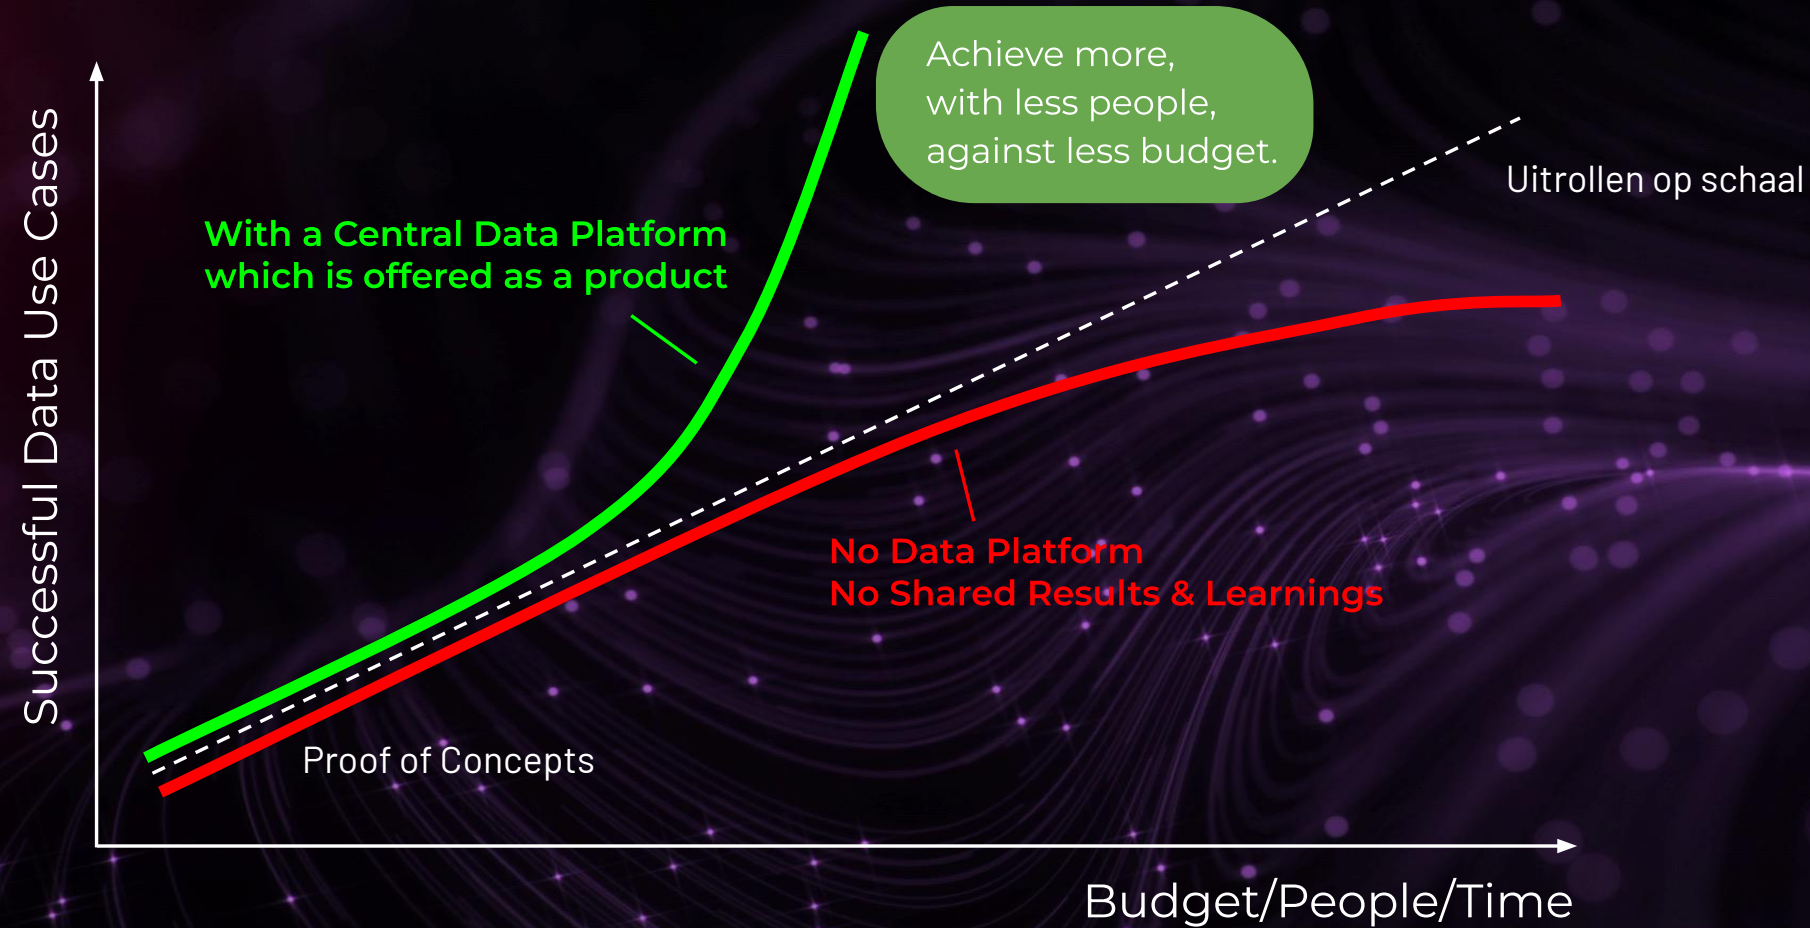 Successful Data Use Cases
Achieve more,
with less people,
against less budget.
Uitrollen op schaal
With a Central Data Platform
which is offered as a product
No Data Platform
No Shared Results & Learnings
Proof of Concepts
Budget/People/Time